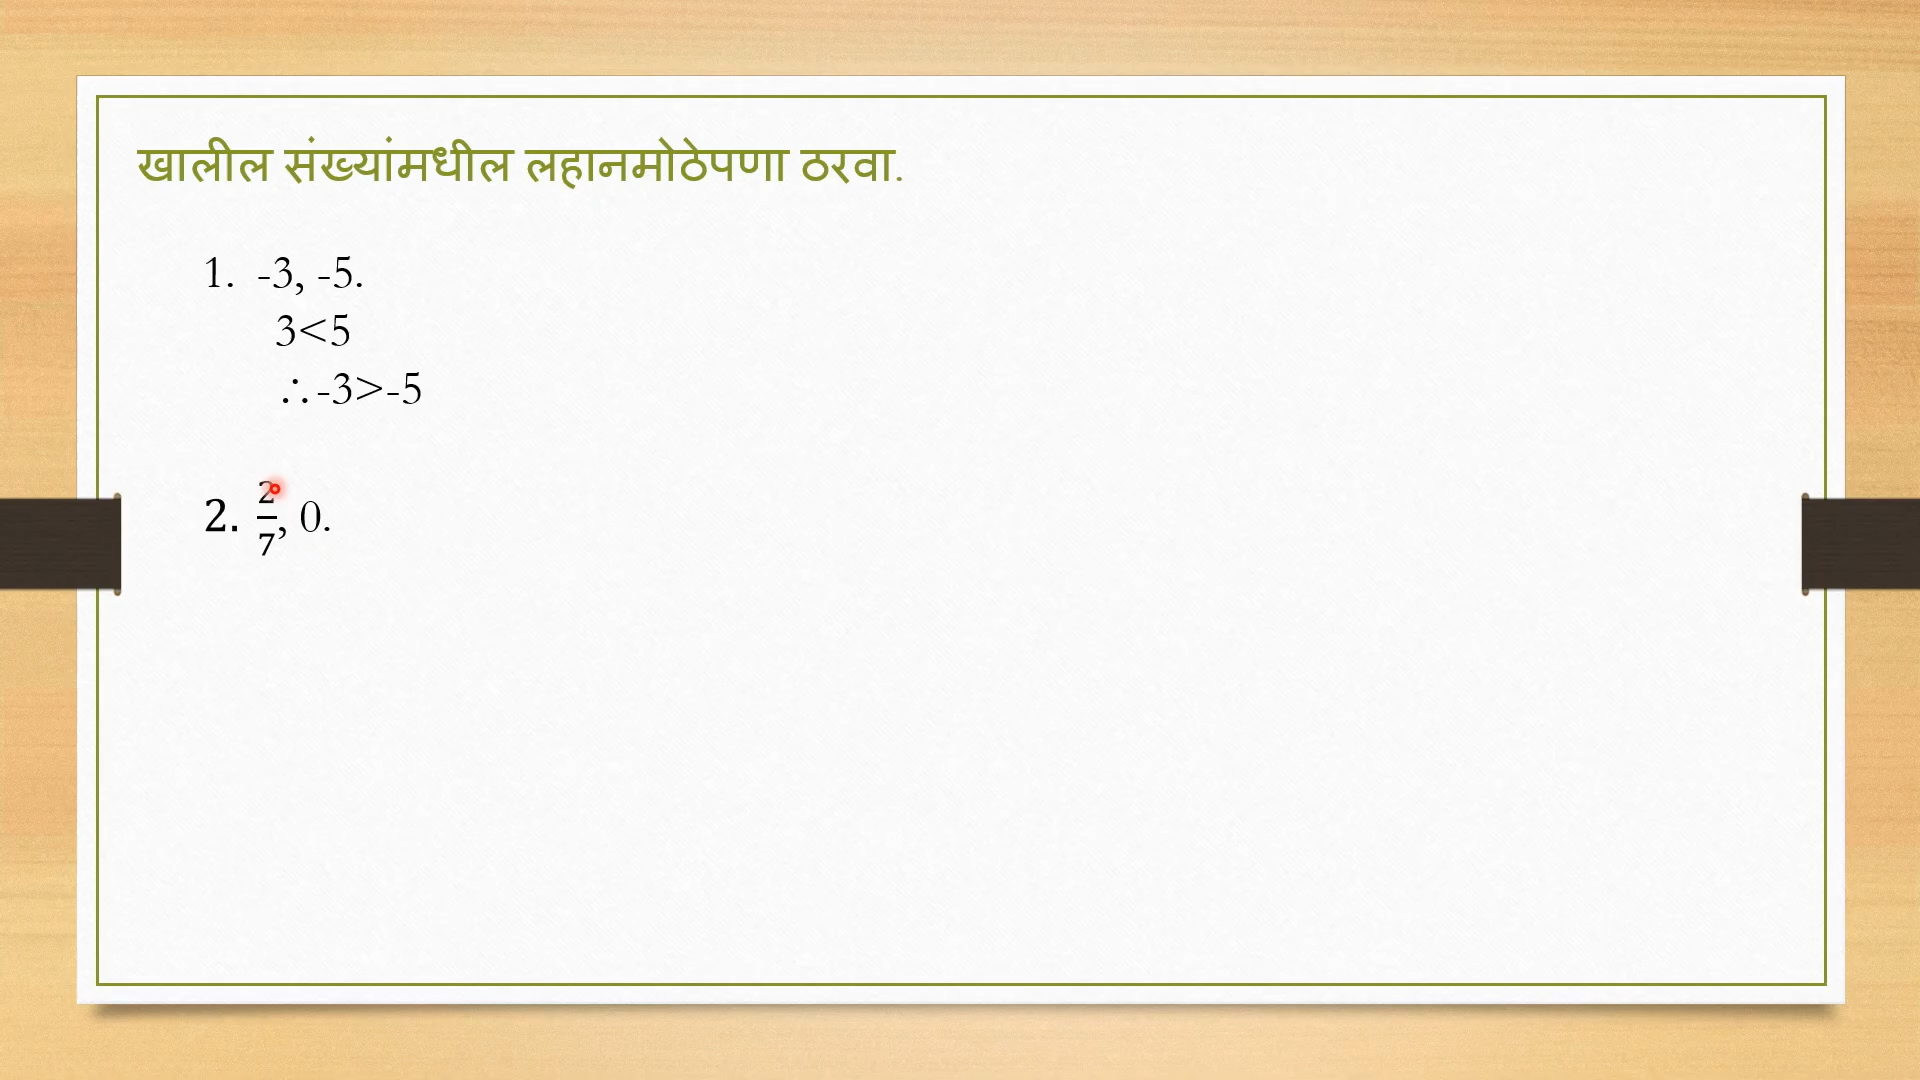 खालील संख्यांमधील लहानमोठेपणा ठरवा.
1. -3, -5.
3<5
∴-3>-5
2. 2/7, 0.